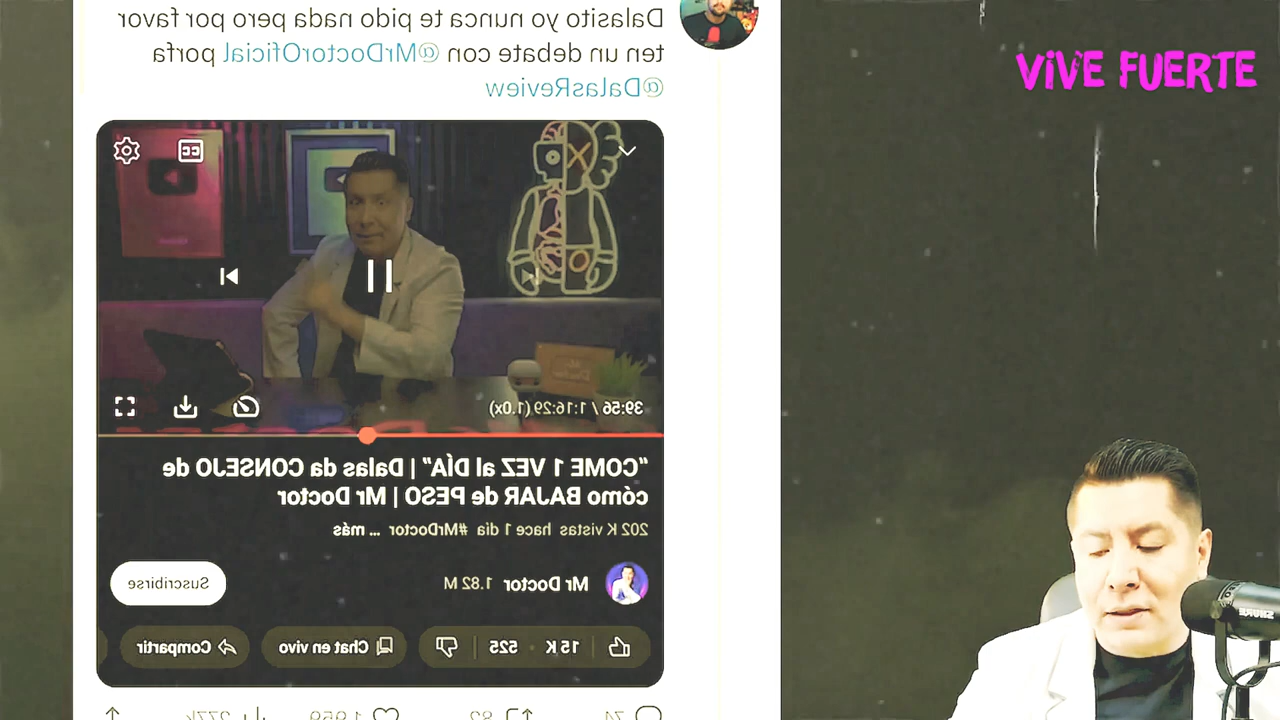 Dalasito yo nunca te pido nada pero por favor
ten un debate con @MrDoctorOficial porfa
@DalasReview
VIVE FUERTE
CC
39:56 / 1:16:29 (1.0x)
“COME 1 VEZ al DÍA” | Dalas da CONSEJO de
cómo BAJAR de PESO | Mr Doctor
202 K vistas hace 1 día #MrDoctor ... más
Mr Doctor 1.82 M
Suscribirse
15 K
525
Chat en vivo
Compartir
SHURE